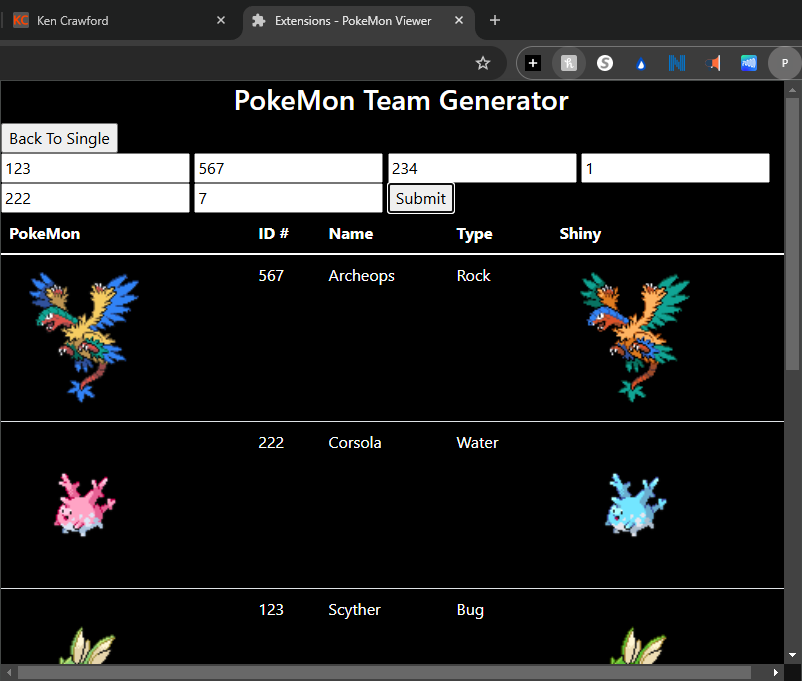 KC Ken Crawford
Extensions - PokeMon Viewer
P
PokeMon Team Generator
Back To Single
123 567 234 1
222 7 Submit
PokeMon ID # Name Type Shiny
567 Archeops Rock
222 Corsola Water
123 Scyther Bug